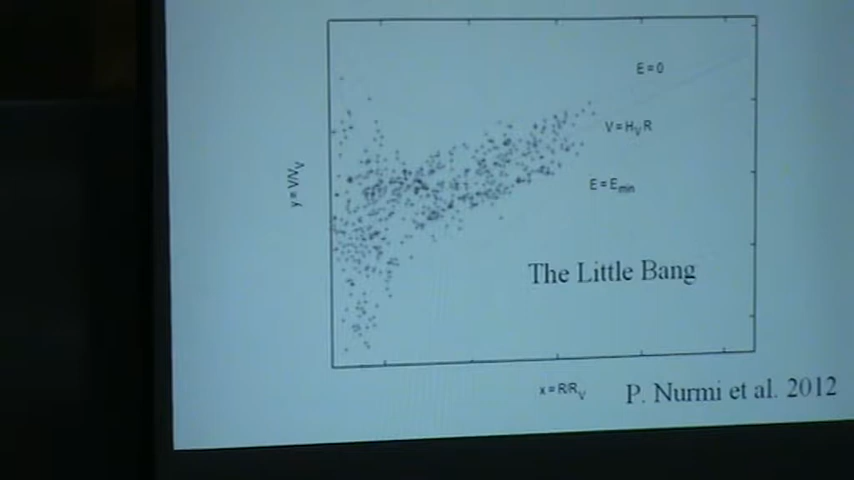 E = 0
V = H_V R
E = E_min
y = V/V_V
The Little Bang
x = R/R_V
P. Nurmi et al. 2012